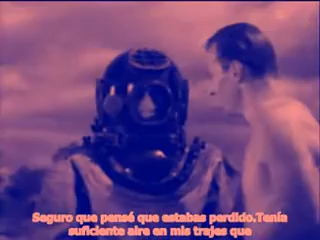 Seguro que pensé que estabas perdido.Tenía
suficiente aire en mis trajes que